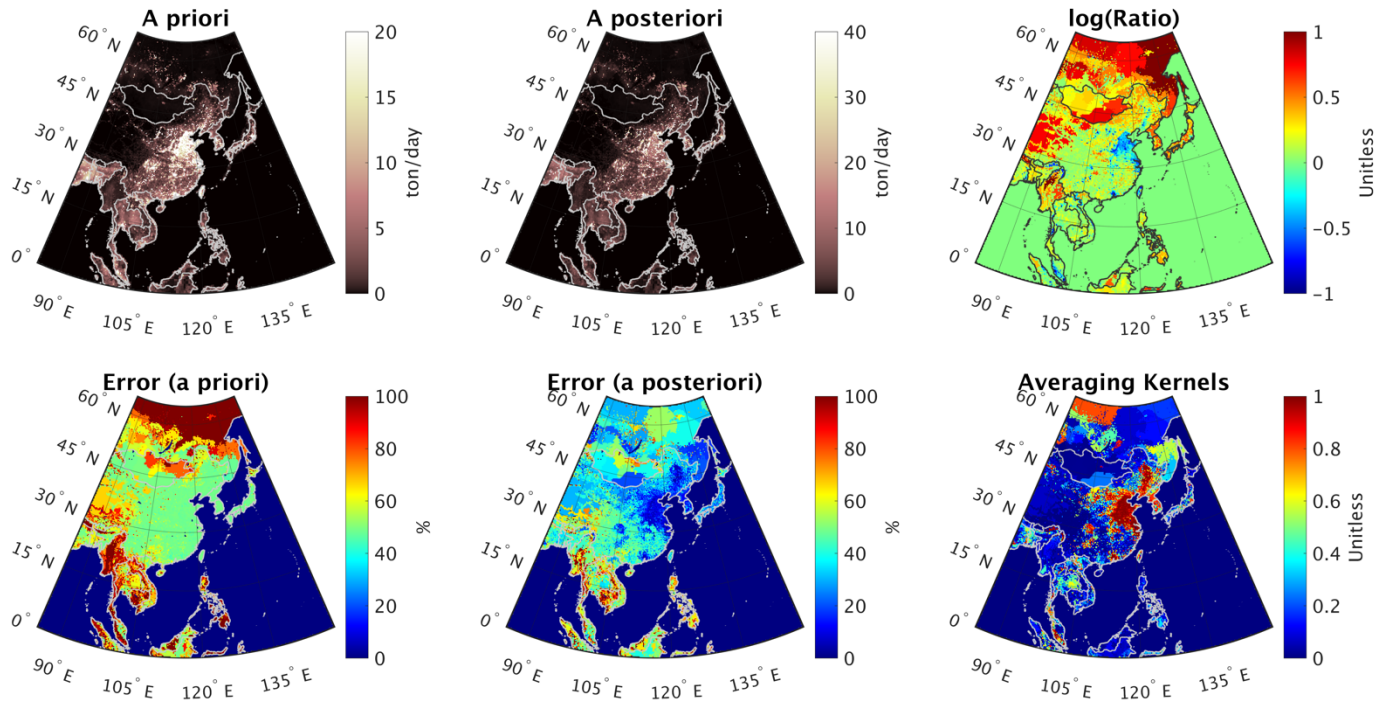 A priori
60° N
45° N
30° N
15° N
0°
90° E
105° E
120° E
135° E
20
15
10
5
0
ton/day
A posteriori
60° N
45° N
30° N
15° N
0°
90° E
105° E
120° E
135° E
40
30
20
10
0
ton/day
log(Ratio)
60° N
45° N
30° N
15° N
0°
90° E
105° E
120° E
135° E
1
0.5
0
−0.5
−1
Unitless
Error (a priori)
60° N
45° N
30° N
15° N
0°
90° E
105° E
120° E
135° E
100
80
60
40
20
0
%
Error (a posteriori)
60° N
45° N
30° N
15° N
0°
90° E
105° E
120° E
135° E
100
80
60
40
20
0
%
Averaging Kernels
60° N
45° N
30° N
15° N
0°
90° E
105° E
120° E
135° E
1
0.8
0.6
0.4
0.2
0
Unitless